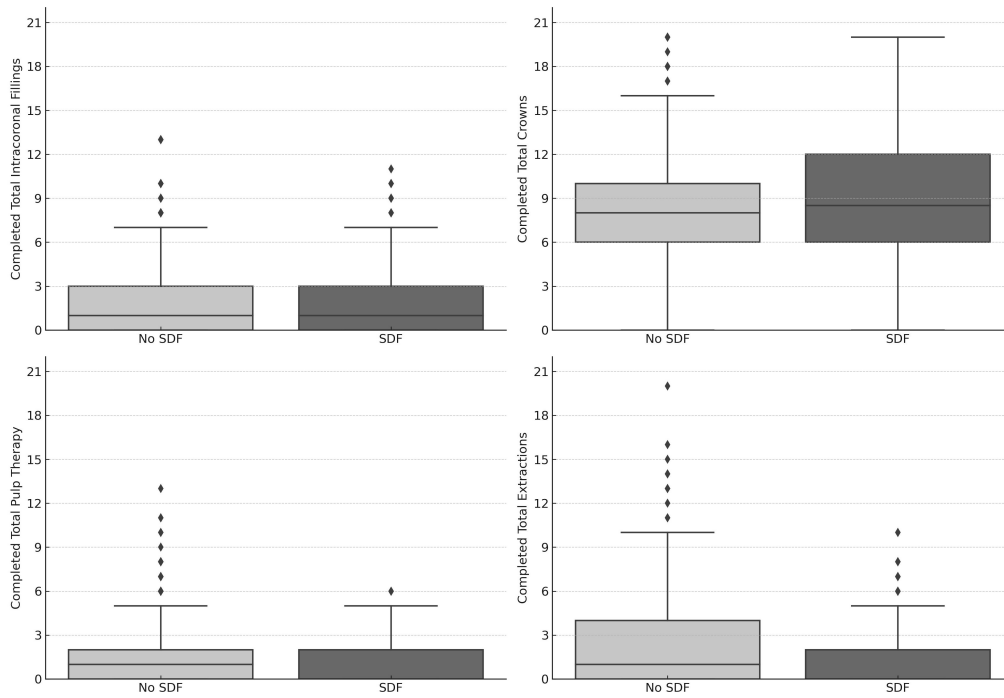 Completed Total Intracoronal Fillings
21
18
15
12
9
6
3
0
No SDF
SDF
Completed Total Crowns
21
18
15
12
9
6
3
0
No SDF
SDF
Completed Total Pulp Therapy
21
18
15
12
9
6
3
0
No SDF
SDF
Completed Total Extractions
21
18
15
12
9
6
3
0
No SDF
SDF